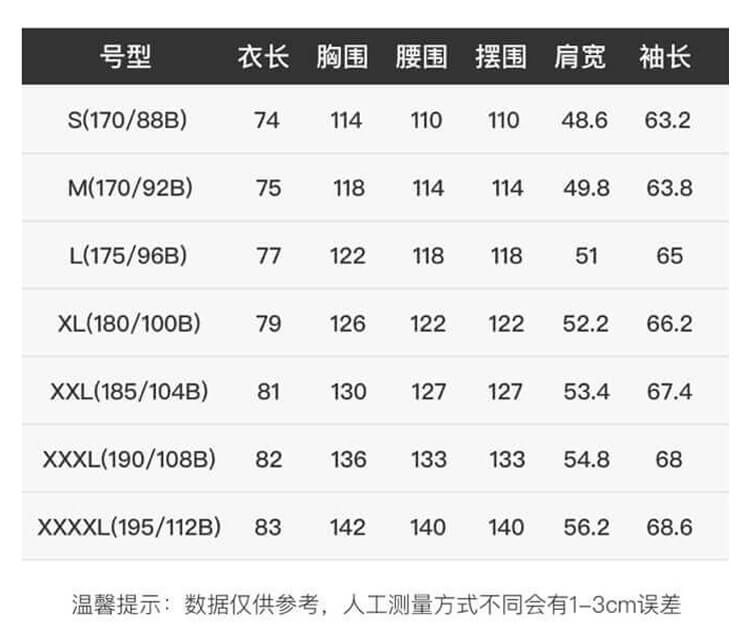 号型 衣长 胸围 腰围 摆围 肩宽 袖长
S(170/88B) 74 114 110 110 48.6 63.2
M(170/92B) 75 118 114 114 49.8 63.8
L(175/96B) 77 122 118 118 51 65
XL(180/100B) 79 126 122 122 52.2 66.2
XXL(185/104B) 81 130 127 127 53.4 67.4
XXXL(190/108B) 82 136 133 133 54.8 68
XXXXL(195/112B) 83 142 140 140 56.2 68.6
温馨提示：数据仅供参考，人工测量方式不同会有1-3cm误差